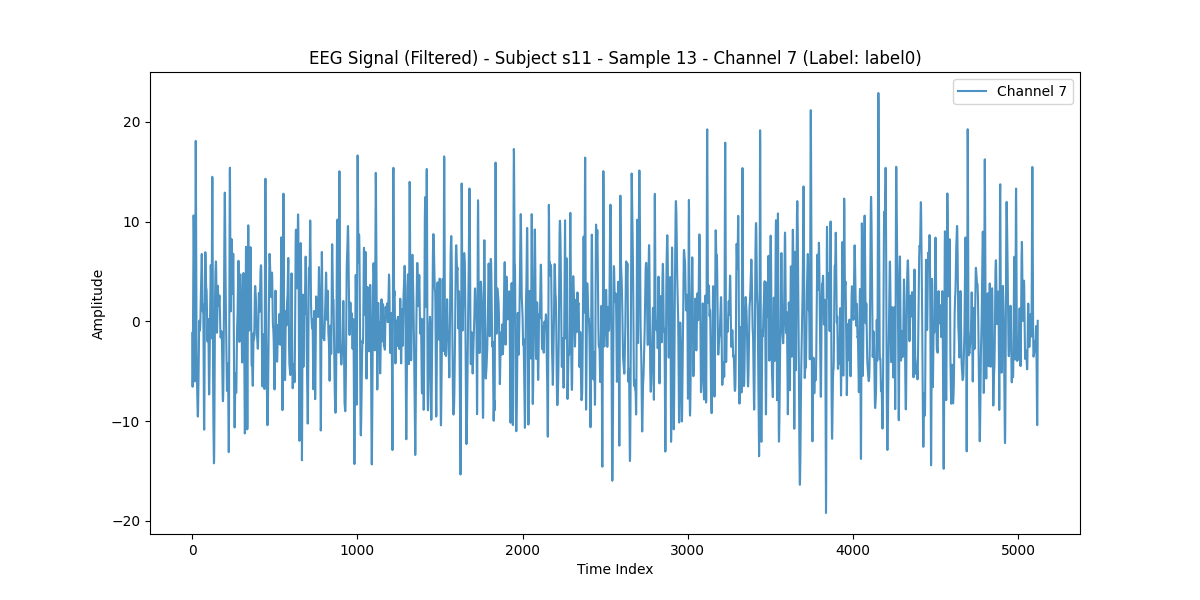 EEG Signal (Filtered) - Subject s11 - Sample 13 - Channel 7 (Label: label0)
Channel 7
20
10
0
−10
−20
Amplitude
0 1000 2000 3000 4000 5000
Time Index